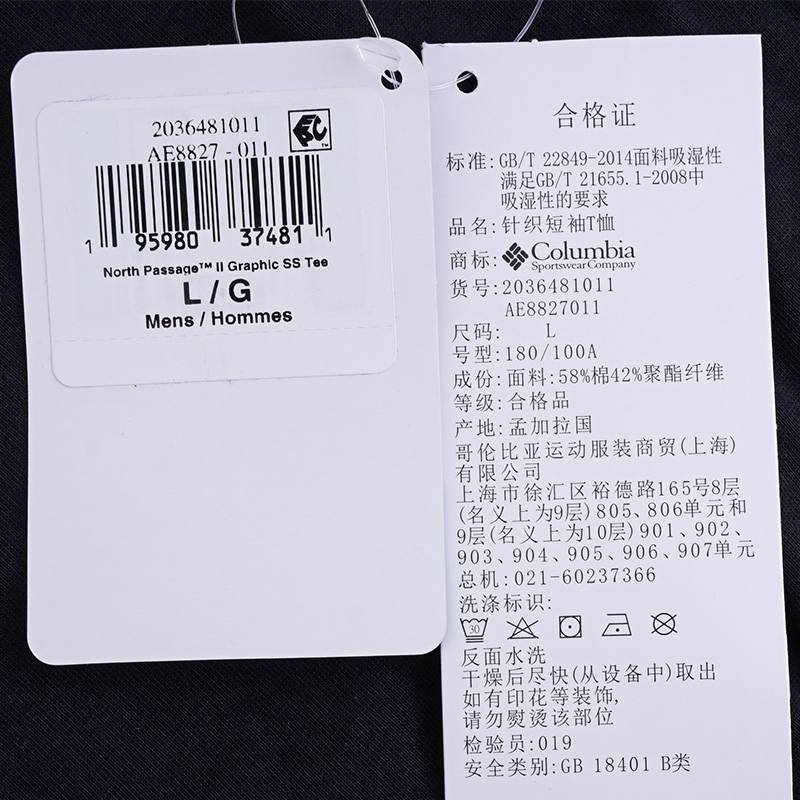 2036481011
AE8827 - 011
1 95980 37481 1
North Passage™ II Graphic SS Tee
L / G
Mens / Hommes
合格证
标准:GB/T 22849-2014面料吸湿性
满足GB/T 21655.1-2008中
吸湿性的要求
品名:针织短袖T恤
商标:Columbia
Sportswear Company
货号:2036481011
AE8827011
尺码: L
号型:180/100A
成份:面料:58%棉42%聚酯纤维
等级:合格品
产地:孟加拉国
哥伦比亚运动服装商贸(上海)
有限公司
上海市徐汇区裕德路165号8层
(名义上为9层)805、806单元和
9层(名义上为10层)901、902、
903、904、905、906、907单元
总机:021-60237366
洗涤标识:
30
反面水洗
干燥后尽快(从设备中)取出
如有印花等装饰,
请勿熨烫该部位
检验员:019
安全类别:GB 18401 B类